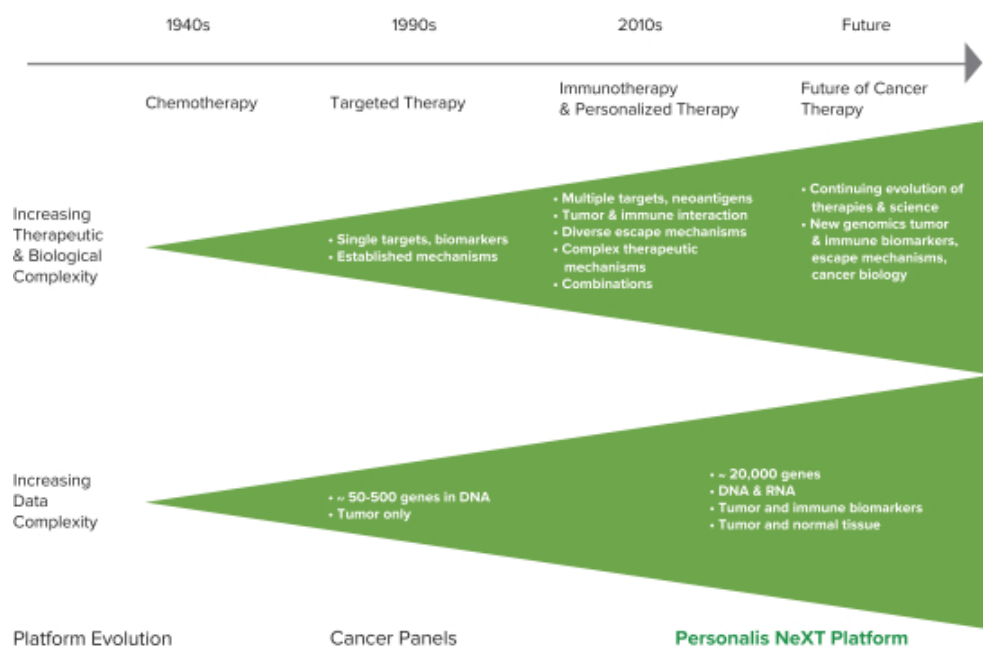 1940s 1990s 2010s Future
Chemotherapy
Targeted Therapy
Immunotherapy
& Personalized Therapy
Future of Cancer
Therapy
Increasing
Therapeutic
& Biological
Complexity
• Single targets, biomarkers
• Established mechanisms
• Multiple targets, neoantigens
• Tumor & immune interaction
• Diverse escape mechanisms
• Complex therapeutic
mechanisms
• Combinations
• Continuing evolution of
therapies & science
• New genomics tumor
& immune biomarkers,
escape mechanisms,
cancer biology
Increasing
Data
Complexity
• ~ 50-500 genes in DNA
• Tumor only
• ~ 20,000 genes
• DNA & RNA
• Tumor and immune biomarkers
• Tumor and normal tissue
Platform Evolution Cancer Panels Personalis NeXT Platform